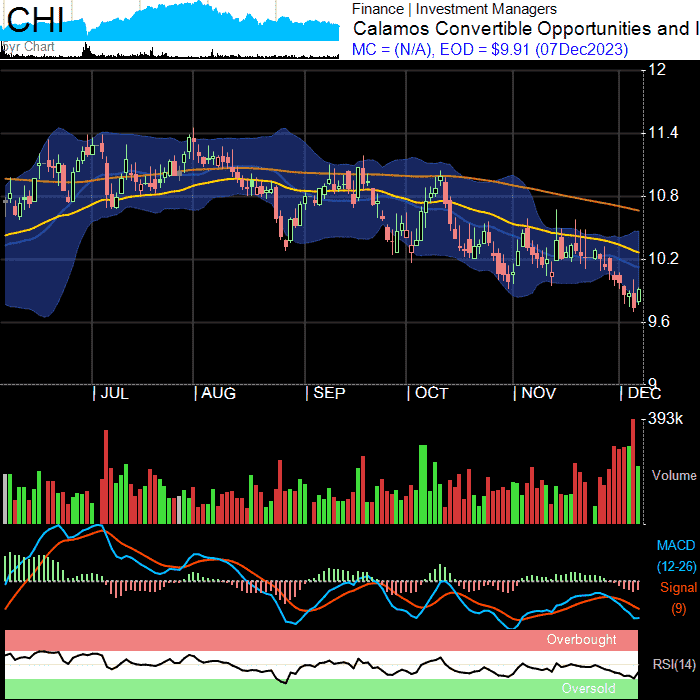 CHI
Finance | Investment Managers
Calamos Convertible Opportunities and I
MC = (N/A), EOD = $9.91 (07Dec2023)
yr Chart
12
11.4
10.8
10.2
9.6
9
| JUL | AUG | SEP | OCT | NOV | DEC
393k
Volume
MACD
(12-26)
Signal
(9)
Overbought
RSI(14)
Oversold